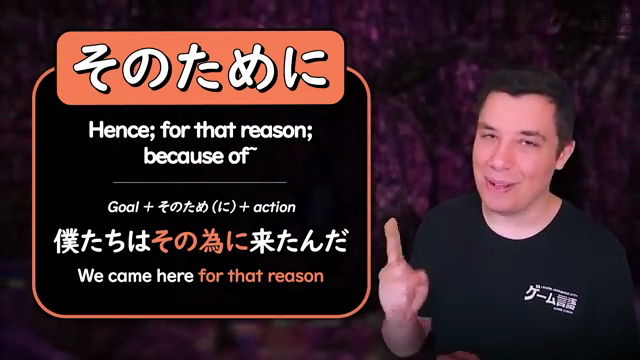 そのために
Hence; for that reason;
because of~
Goal + そのため (に) + action
僕たちはその為に来たんだ
We came here for that reason
ゲーム言語